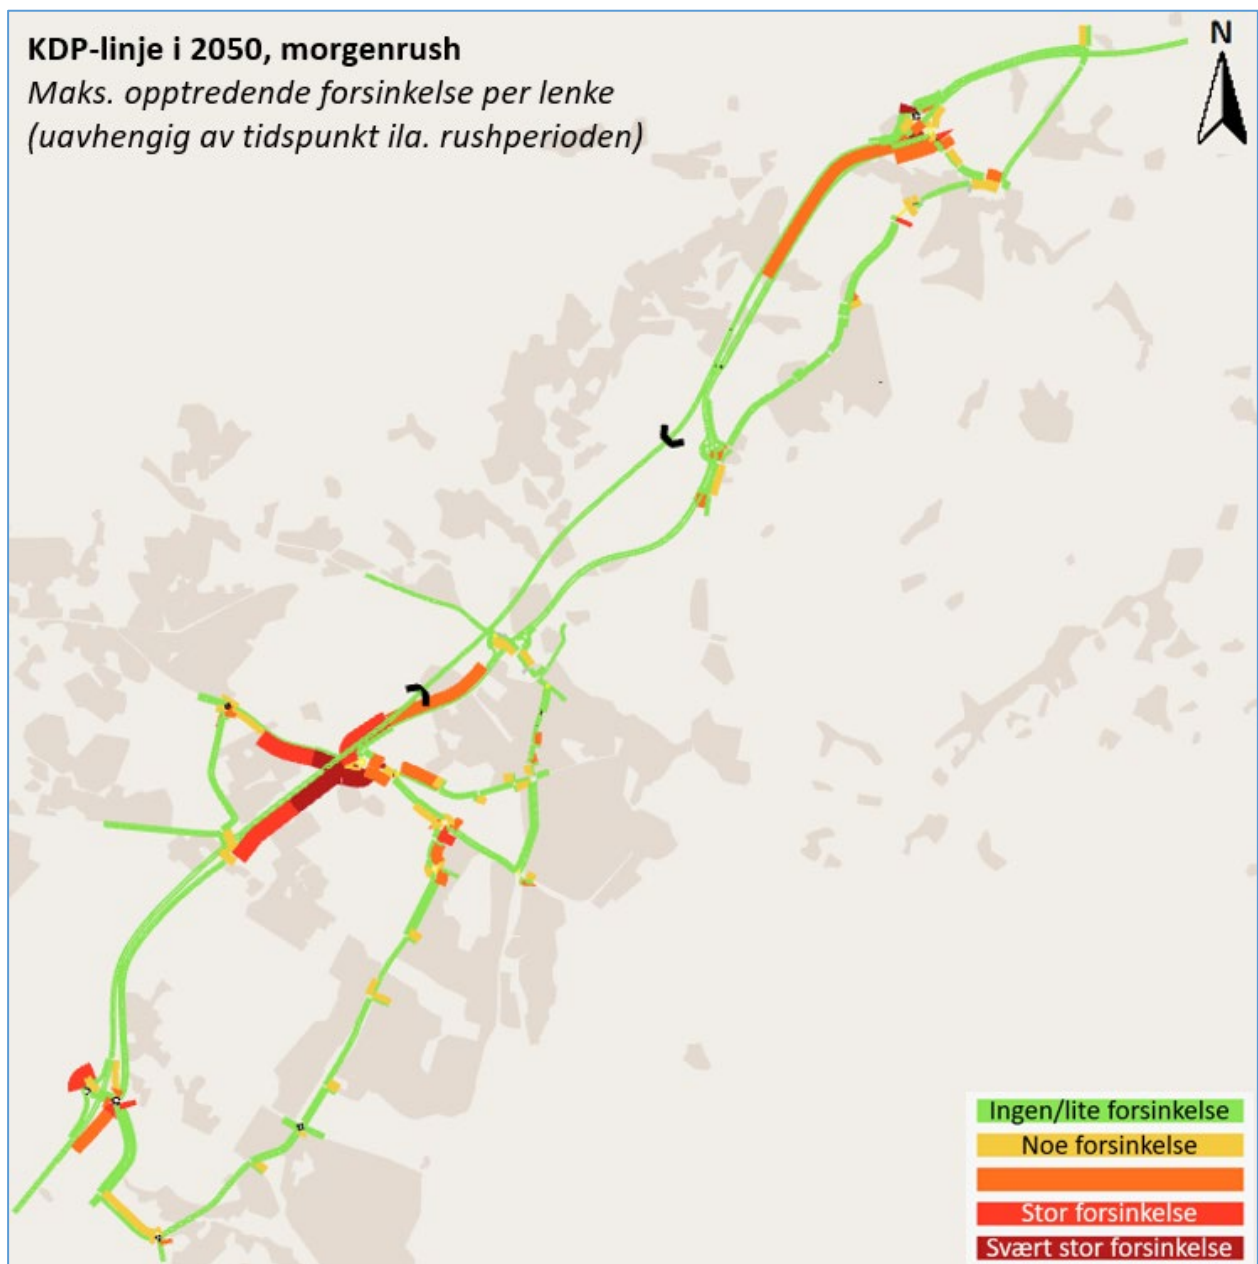 KDP-linje i 2050, morgenrush
Maks. opptredende forsinkelse per lenke
(uavhengig av tidspunkt ila. rushperioden)
N
Ingen/lite forsinkelse
Noe forsinkelse
Stor forsinkelse
Svært stor forsinkelse